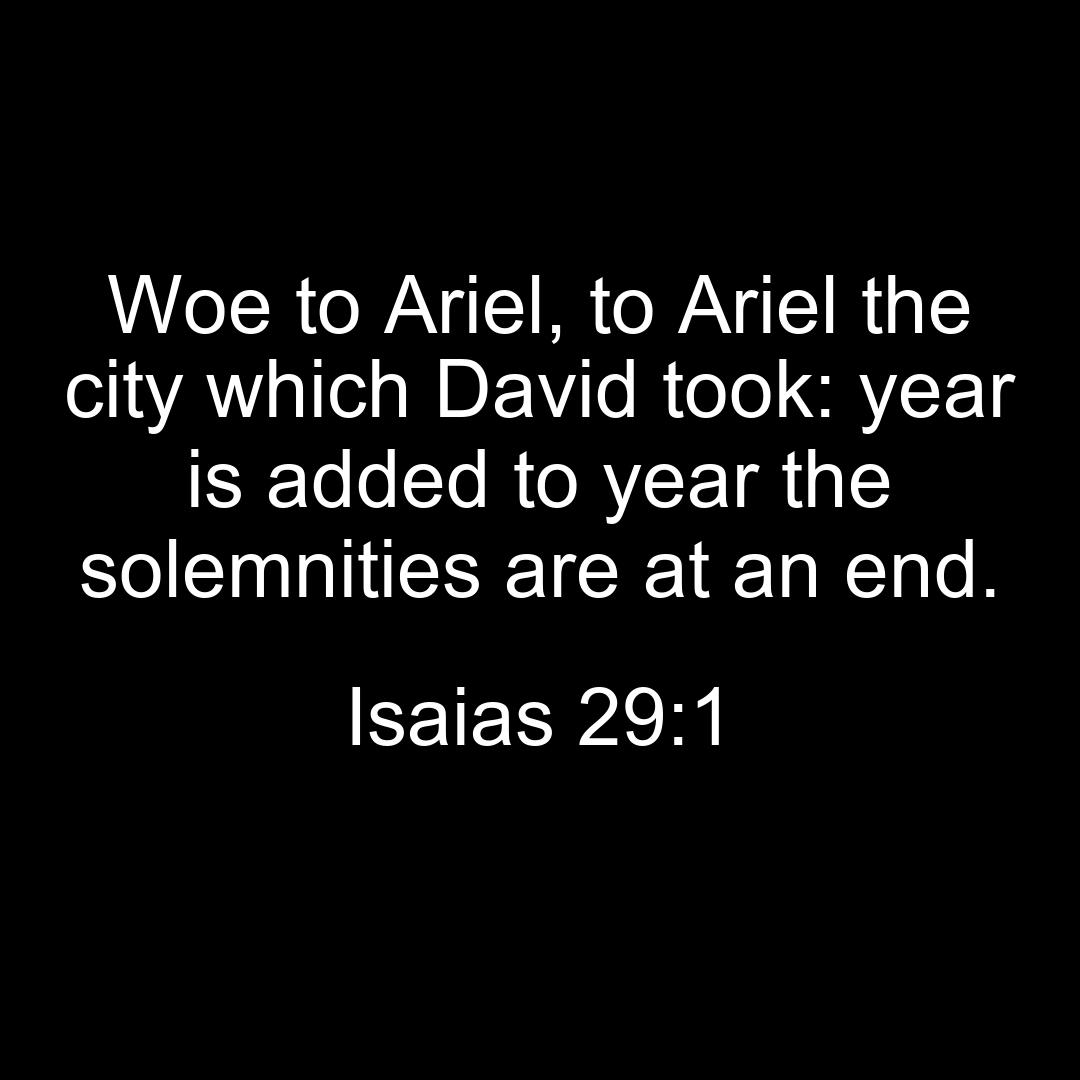 Woe to Ariel, to Ariel the
city which David took: year
is added to year the
solemnities are at an end.
Isaias 29:1